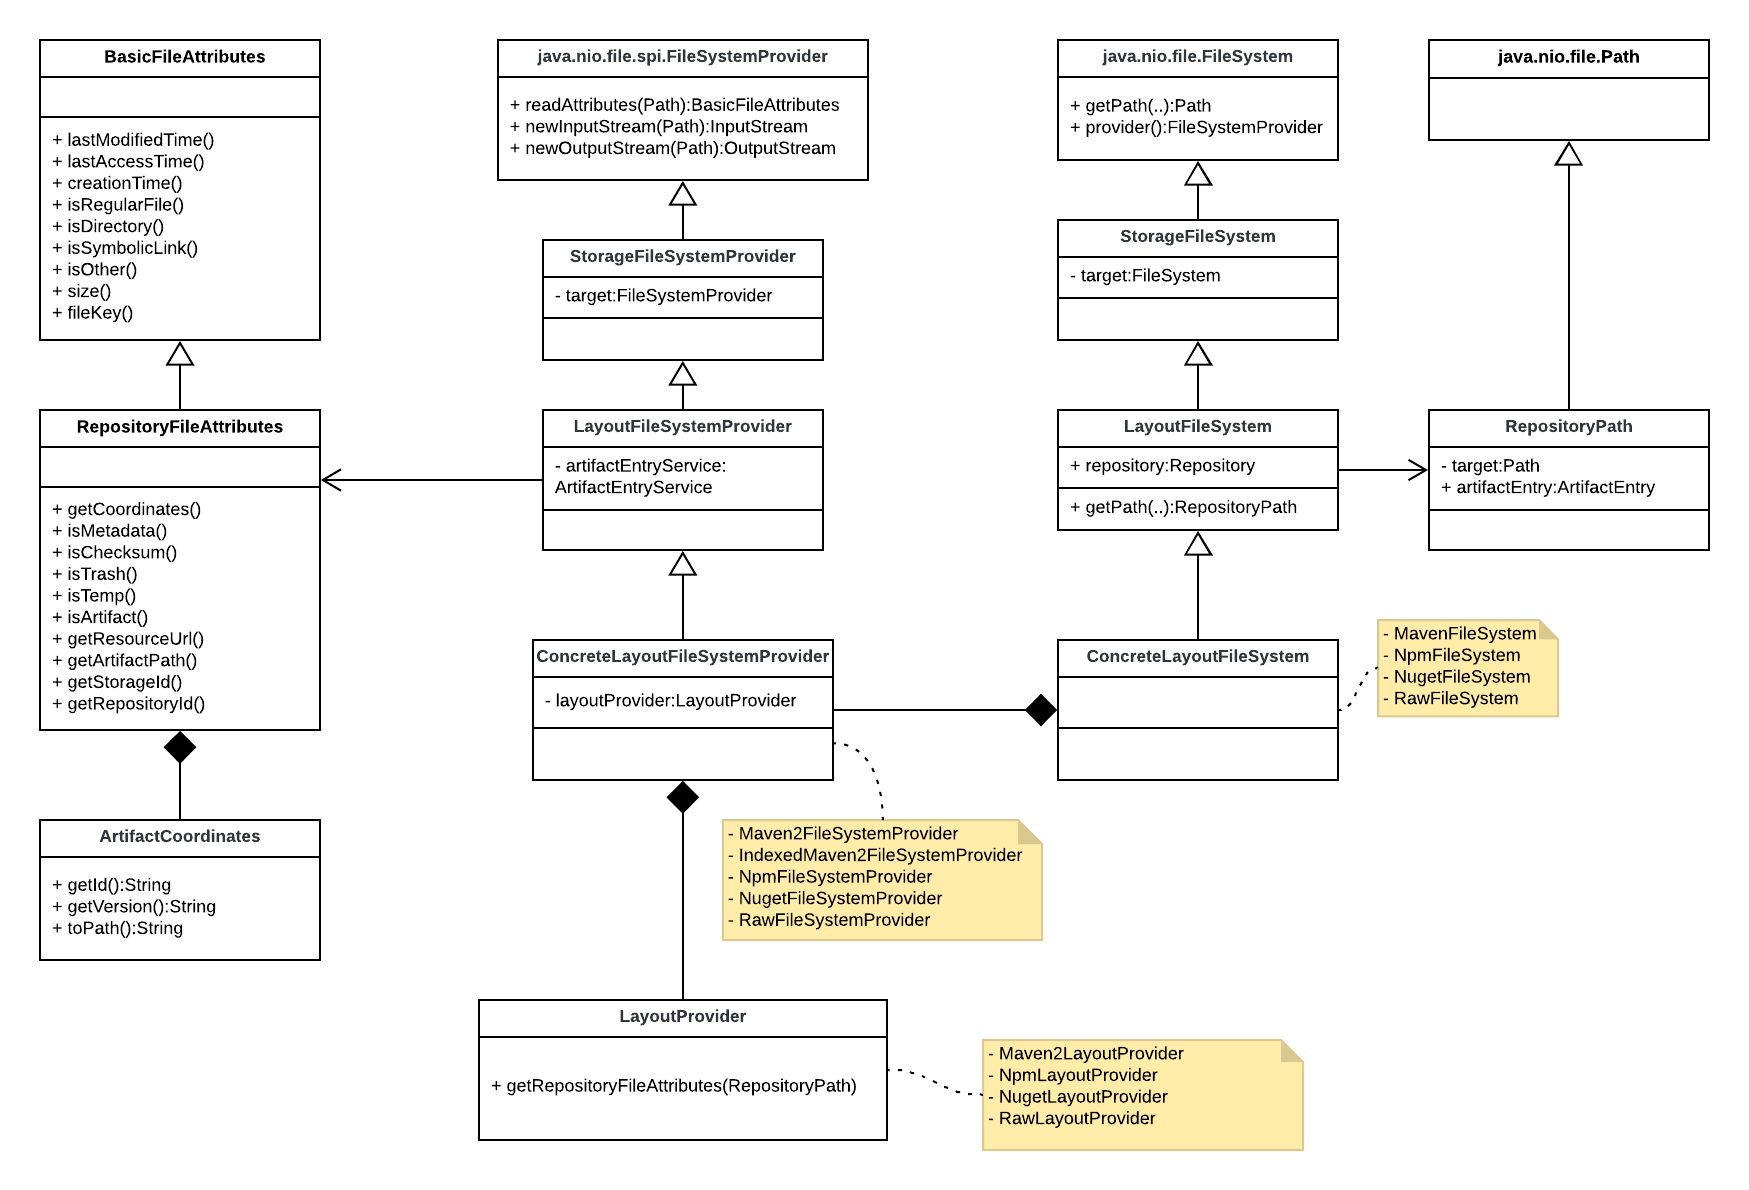 BasicFileAttributes
+ lastModifiedTime()
+ lastAccessTime()
+ creationTime()
+ isRegularFile()
+ isDirectory()
+ isSymbolicLink()
+ isOther()
+ size()
+ fileKey()
java.nio.file.spi.FileSystemProvider
+ readAttributes(Path):BasicFileAttributes
+ newInputStream(Path):InputStream
+ newOutputStream(Path):OutputStream
java.nio.file.FileSystem
+ getPath(..):Path
+ provider():FileSystemProvider
java.nio.file.Path
StorageFileSystemProvider
- target:FileSystemProvider
StorageFileSystem
- target:FileSystem
RepositoryFileAttributes
+ getCoordinates()
+ isMetadata()
+ isChecksum()
+ isTrash()
+ isTemp()
+ isArtifact()
+ getResourceUrl()
+ getArtifactPath()
+ getStorageId()
+ getRepositoryId()
LayoutFileSystemProvider
- artifactEntryService:
ArtifactEntryService
LayoutFileSystem
+ repository:Repository
+ getPath(..):RepositoryPath
RepositoryPath
- target:Path
+ artifactEntry:ArtifactEntry
ConcreteLayoutFileSystemProvider
- layoutProvider:LayoutProvider
ConcreteLayoutFileSystem
- MavenFileSystem
- NpmFileSystem
- NugetFileSystem
- RawFileSystem
ArtifactCoordinates
+ getId():String
+ getVersion():String
+ toPath():String
- Maven2FileSystemProvider
- IndexedMaven2FileSystemProvider
- NpmFileSystemProvider
- NugetFileSystemProvider
- RawFileSystemProvider
LayoutProvider
+ getRepositoryFileAttributes(RepositoryPath)
- Maven2LayoutProvider
- NpmLayoutProvider
- NugetLayoutProvider
- RawLayoutProvider